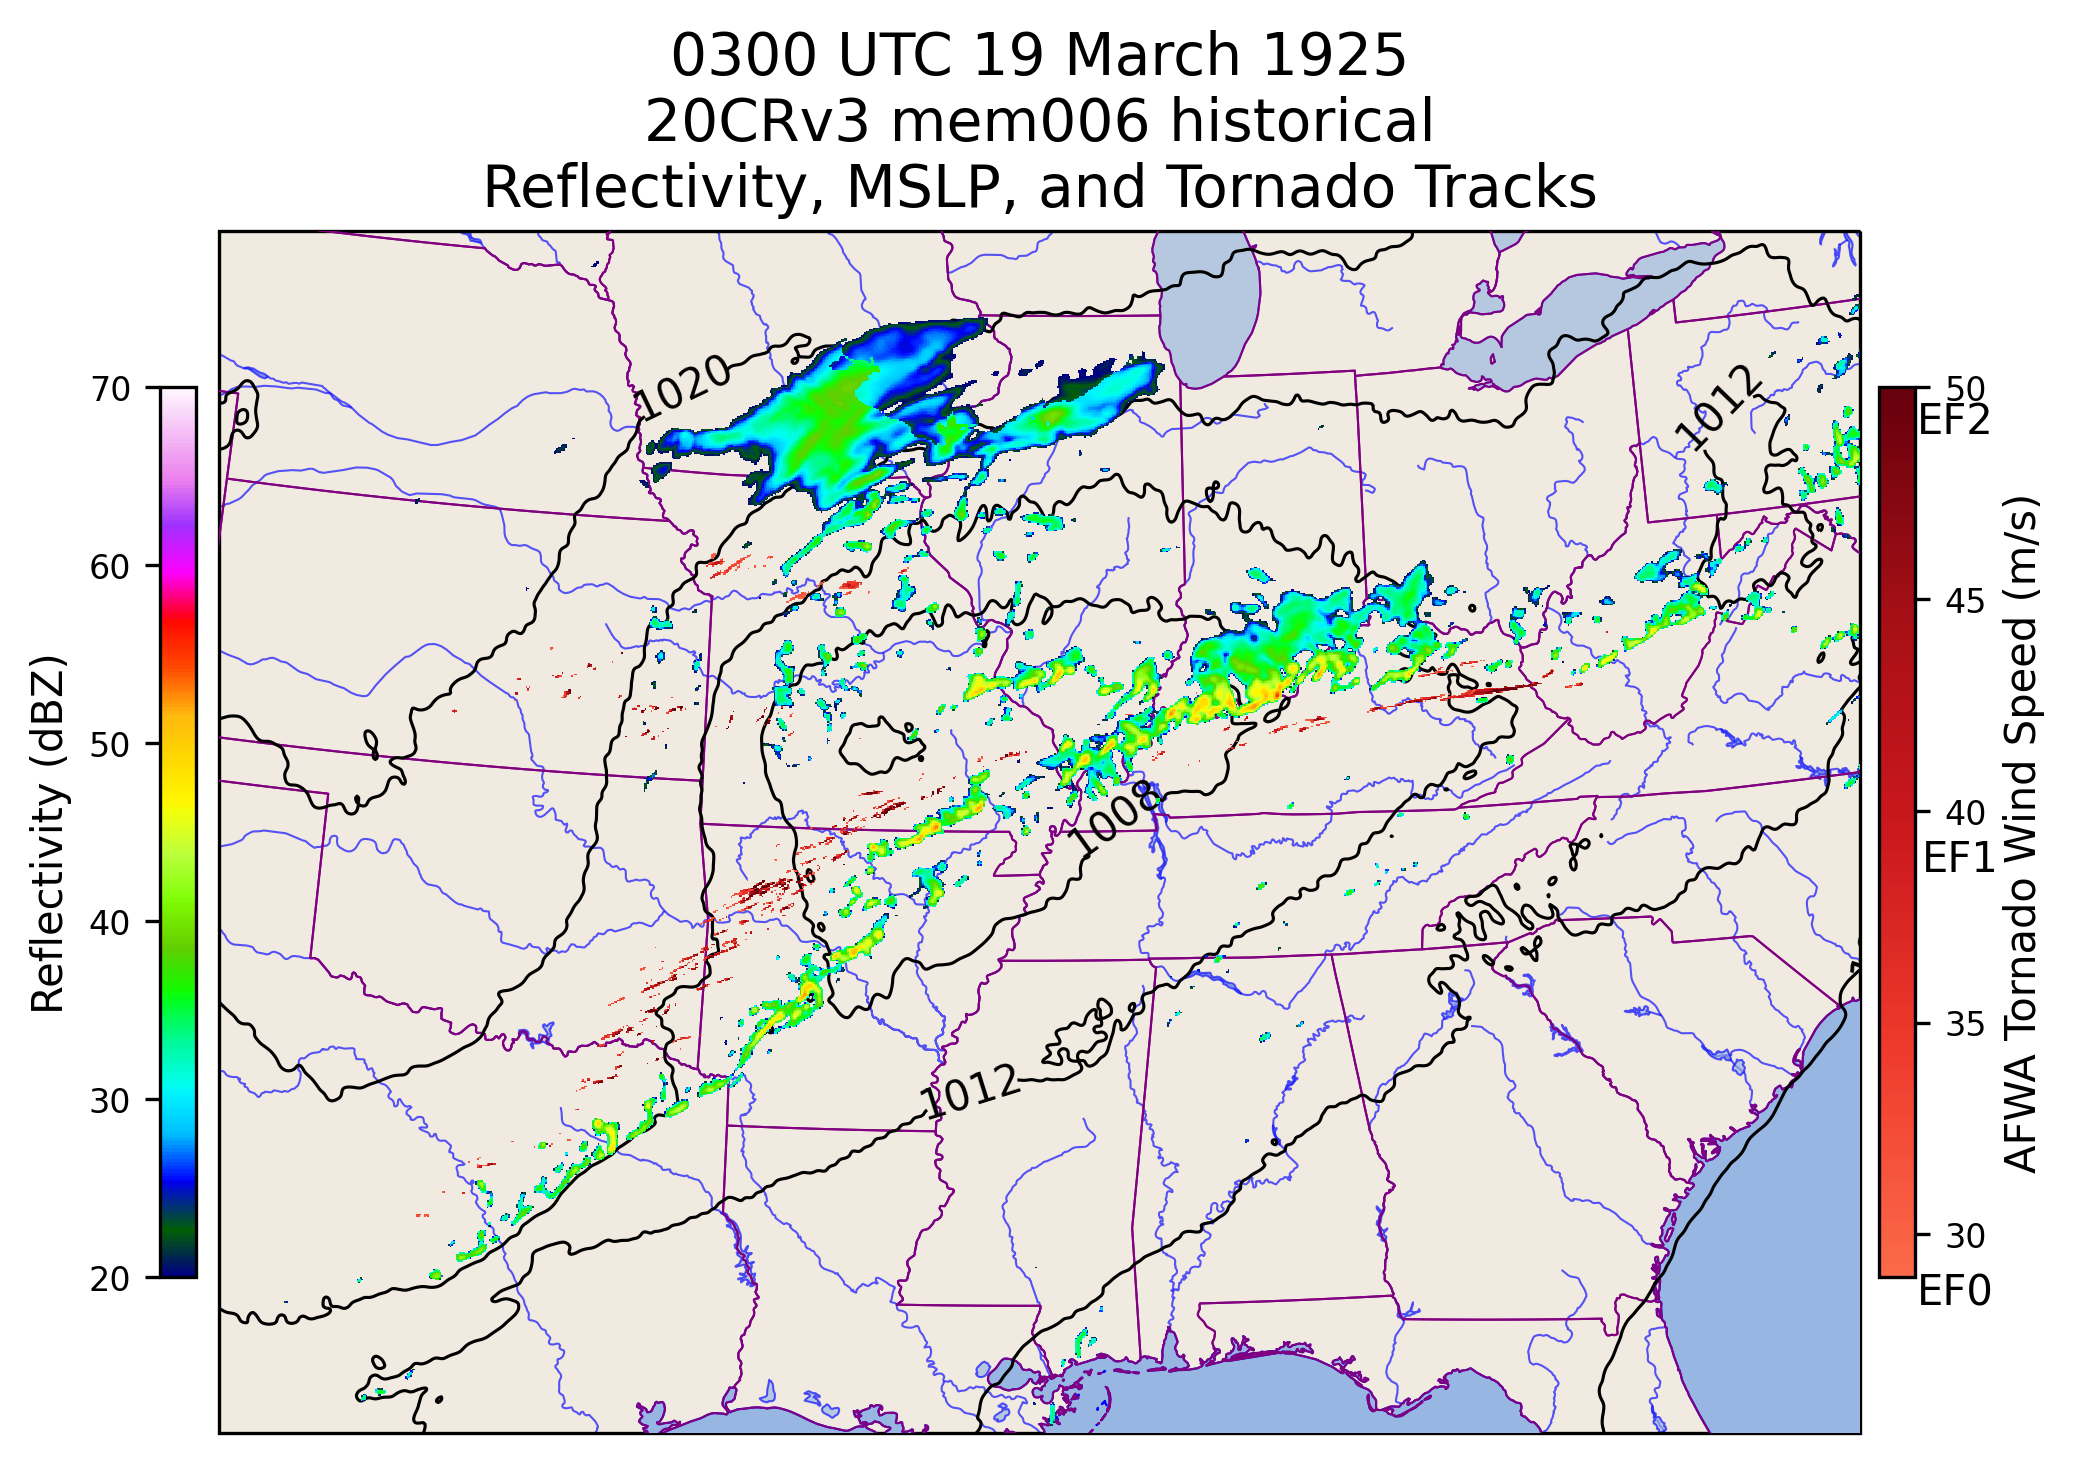 0300 UTC 19 March 1925
20CRv3 mem006 historical
Reflectivity, MSLP, and Tornado Tracks
1020
1012
1008
1012
70
60
50
40
30
20
Reflectivity (dBZ)
50
EF2
45
40
EF1
35
30
EF0
AFWA Tornado Wind Speed (m/s)